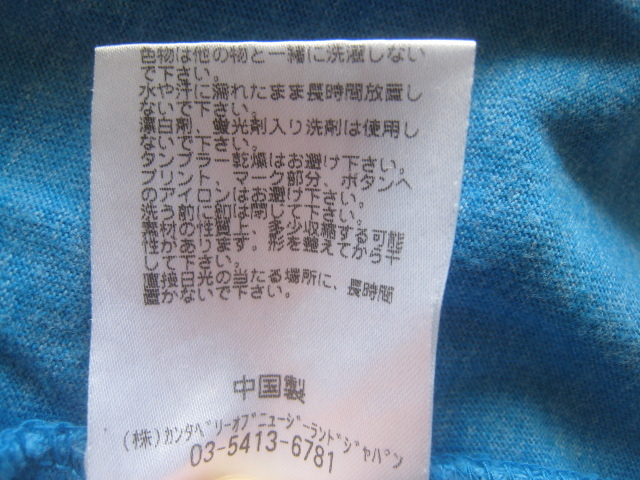 色物は他の物と一緒に洗濯しない
で下さい。
水や汗に濡れたまま長時間放置し
ないで下さい。
漂白剤、蛍光剤入り洗剤は使用し
ないで下さい。
タンブラー乾燥はお避け下さい。
プリント、マーク部分、ボタンへ
のアイロンはお避け下さい。
洗う前に釦は閉じて下さい。
素材の性質上、多少収縮する可能
性があります。形を整えてから干
して下さい。
直接日光の当たる場所に、長時間
置かないで下さい。
中国製
(株)カンタベリーオブニュージーランドジャパン
03-5413-6781